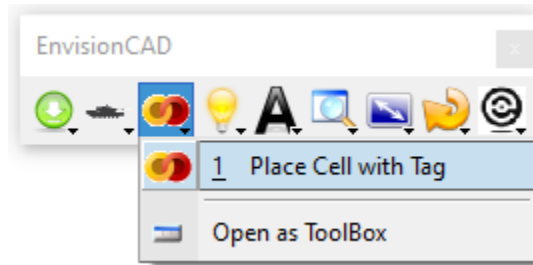 EnvisionCAD
x
A
1 Place Cell with Tag
Open as ToolBox